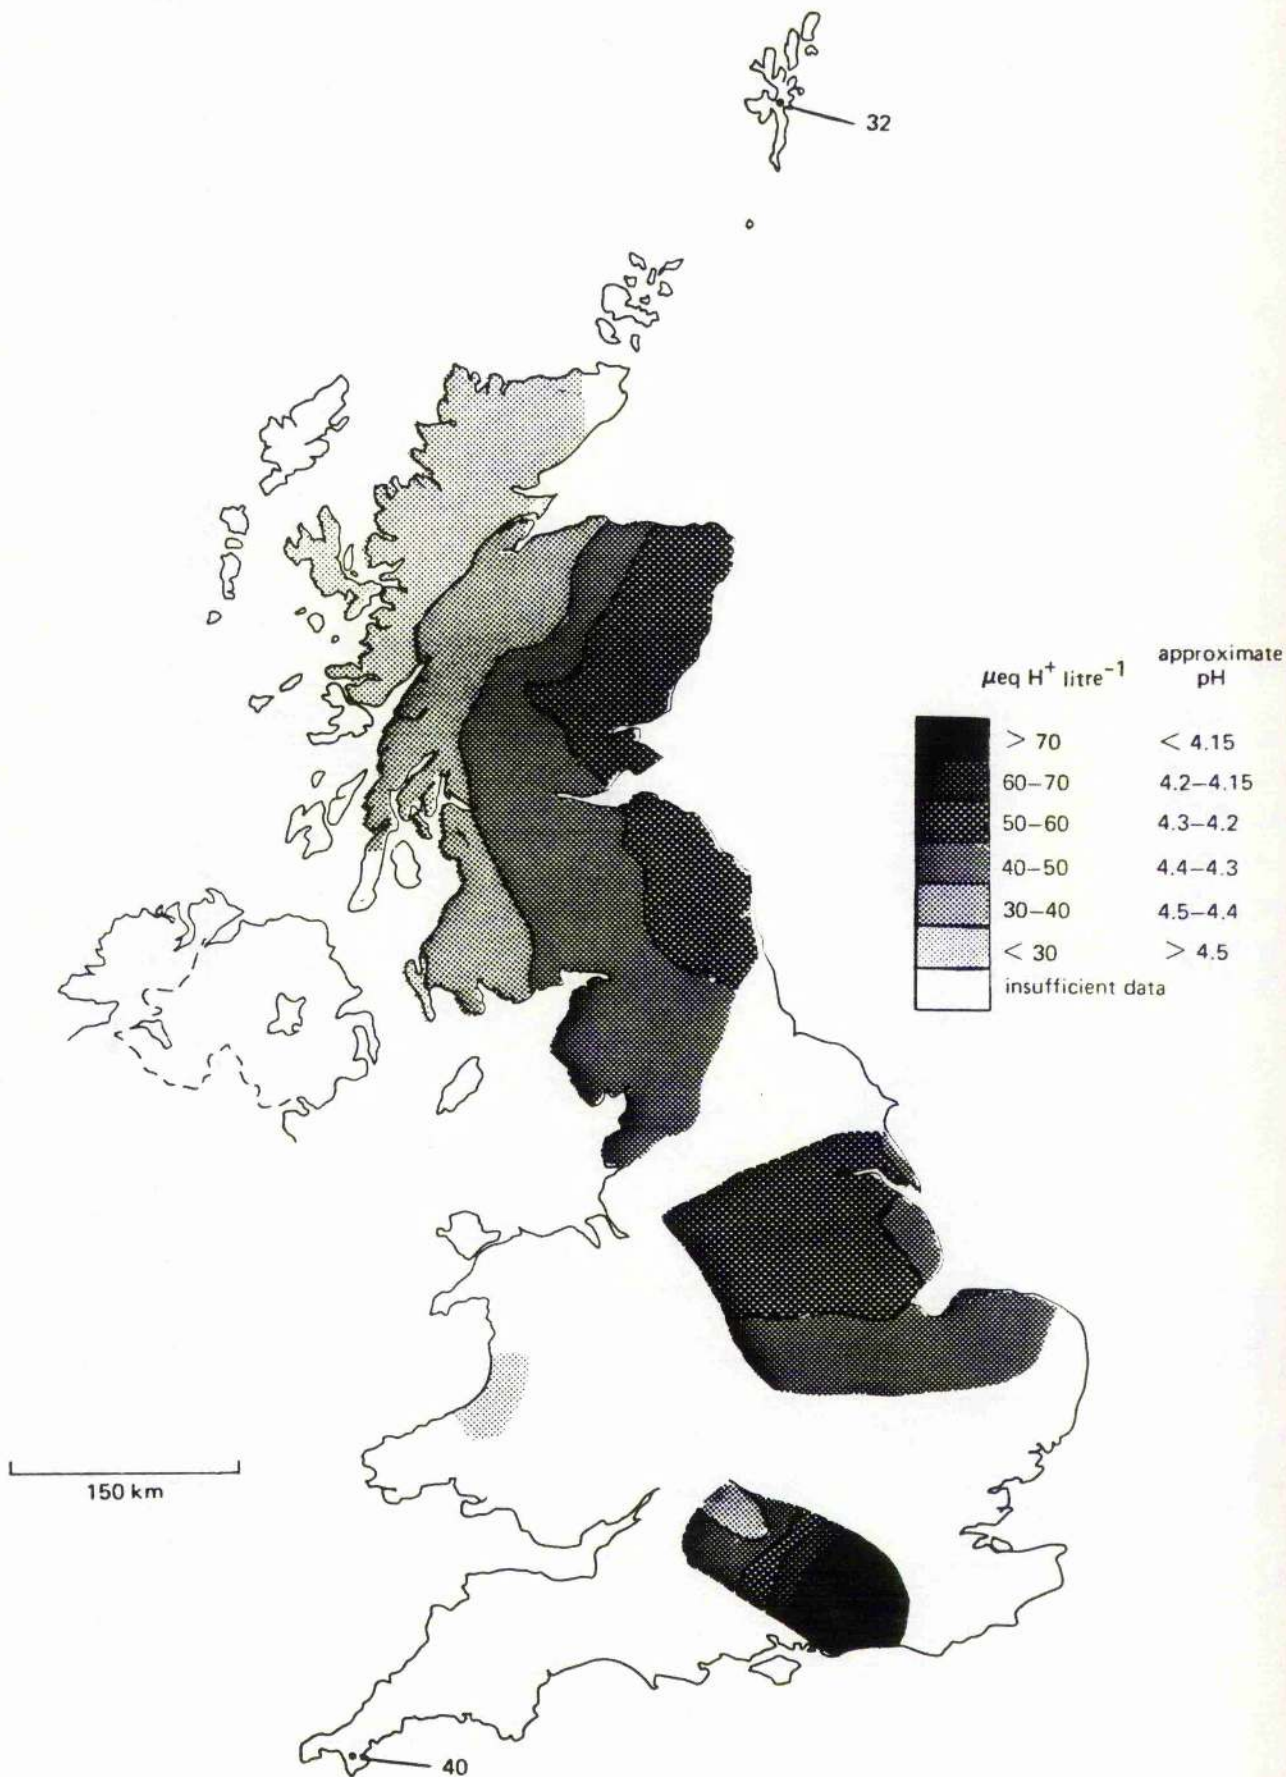 32
μeq H⁺ litre⁻¹ approximate pH
> 70 < 4.15
60–70 4.2–4.15
50–60 4.3–4.2
40–50 4.4–4.3
30–40 4.5–4.4
< 30 > 4.5
insufficient data
150 km
40